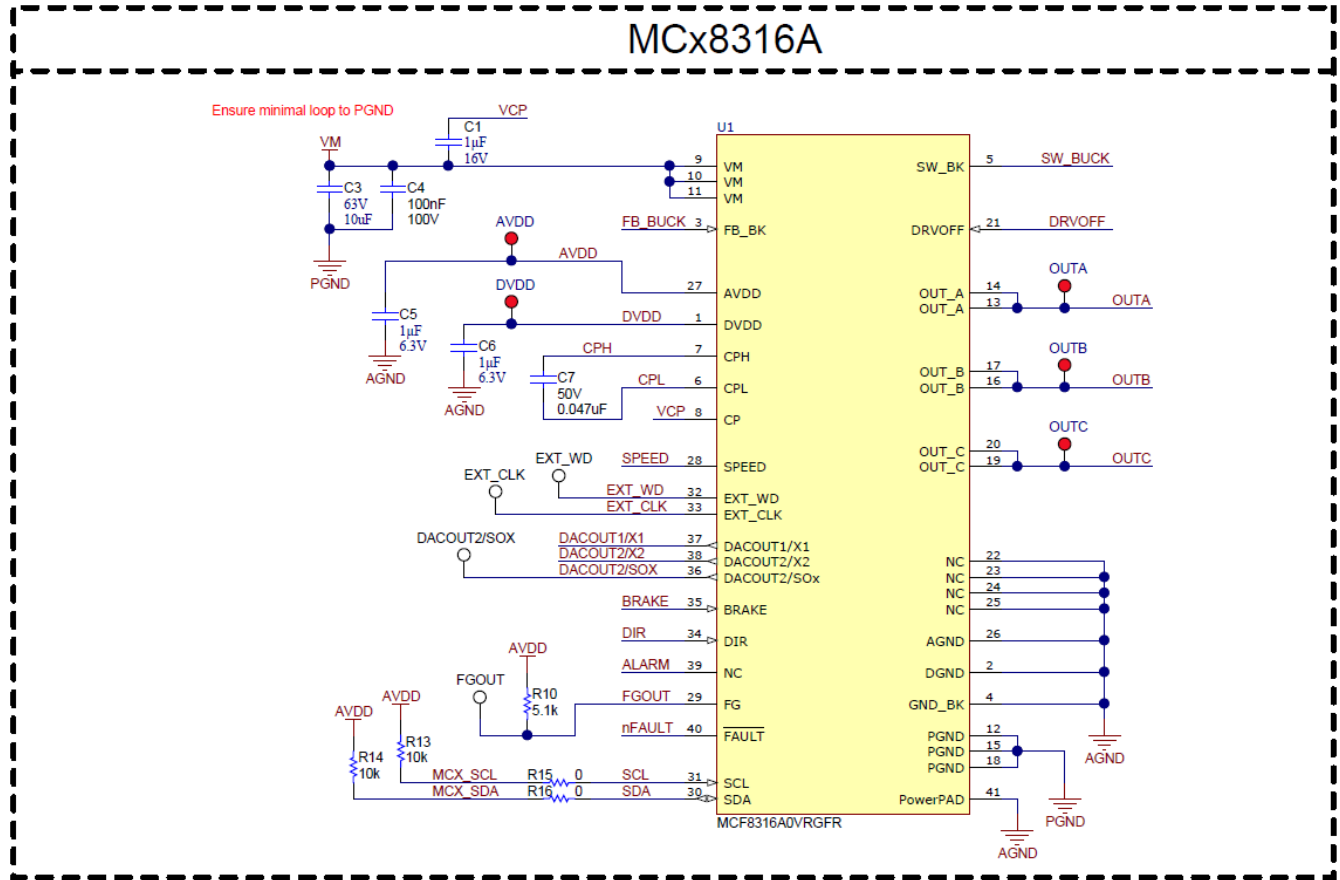 MCx8316A
Ensure minimal loop to PGND
VCP
C1
1µF
16V
VM
C3
63V
10uF
C4
100nF
100V
PGND
U1
9 VM
10 VM
11 VM
FB_BUCK 3 FB_BK
AVDD
AVDD
27 AVDD
C5
1µF
6.3V
AGND
DVDD
DVDD 1 DVDD
C6
1µF
6.3V
AGND
CPH 7 CPH
C7
50V
0.047uF
CPL 6 CPL
VCP 8 CP
SPEED 28 SPEED
EXT_WD
EXT_CLK
EXT_WD 32 EXT_WD
EXT_CLK 33 EXT_CLK
DACOUT2/SOX
DACOUT1/X1 37 DACOUT1/X1
DACOUT2/X2 38 DACOUT2/X2
DACOUT2/SOX 36 DACOUT2/SOx
BRAKE 35 BRAKE
DIR 34 DIR
ALARM 39 NC
AVDD
FGOUT
R10
5.1k
FGOUT 29 FG
nFAULT 40 FAULT
AVDD
AVDD
R13
10k
R14
10k
MCX_SCL R15 0 SCL 31 SCL
MCX_SDA R16 0 SDA 30 SDA
MCF8316A0VRGFR
SW_BK 5 SW_BUCK
DRVOFF 21 DRVOFF
OUTA
OUT_A 14
OUT_A 13 OUTA
OUTB
OUT_B 17
OUT_B 16 OUTB
OUTC
OUT_C 20
OUT_C 19 OUTC
NC 22
NC 23
NC 24
NC 25
AGND 26
DGND 2
GND_BK 4
AGND
PGND 12
PGND 15
PGND 18
PGND
PowerPAD 41
AGND